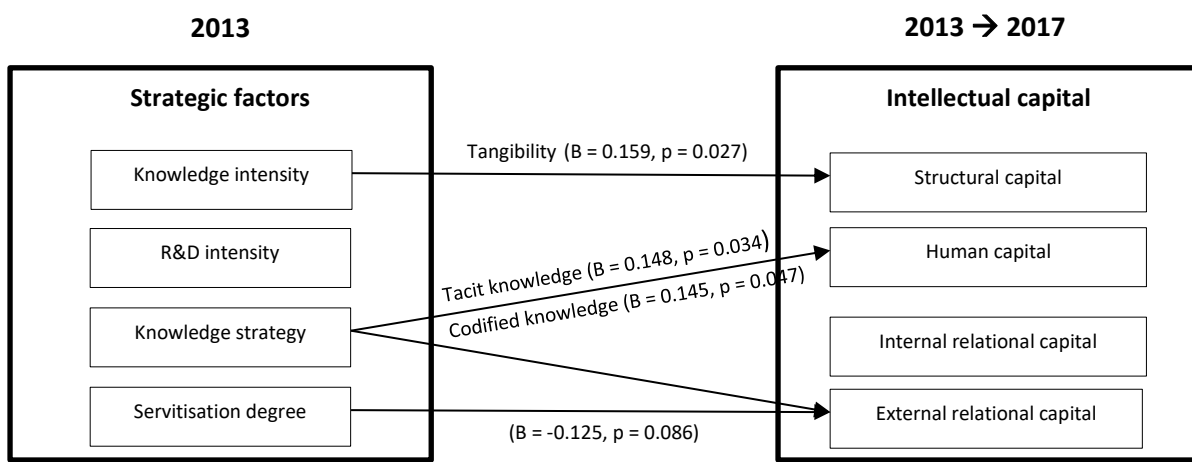 2013
2013 → 2017
Strategic factors
Intellectual capital
Tangibility (B = 0.159, p = 0.027)
Knowledge intensity
Structural capital
R&D intensity
Human capital
Tacit knowledge (B = 0.148, p = 0.034)
Codified knowledge (B = 0.145, p = 0.047)
Knowledge strategy
Internal relational capital
Servitisation degree
External relational capital
(B = -0.125, p = 0.086)